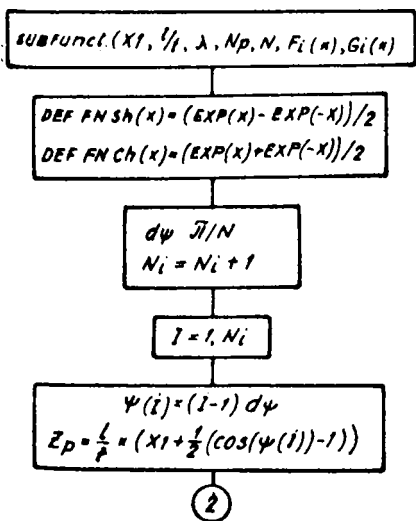 SUBFUNCT.(X1, l/t, λ, Np, N, Fi(x), Gi(x)
DEF FN Sh(x) = (EXP(x) - EXP(-X))/2
DEF FN Ch(x) = (EXP(x) + EXP(-X))/2
dψ π/N
Ni = Ni + 1
I = 1, Ni
Ψ(i) = (I-1) dψ
Zp = l/t * (X1 + 1/2 (cos(ψ(i)) - 1))
2